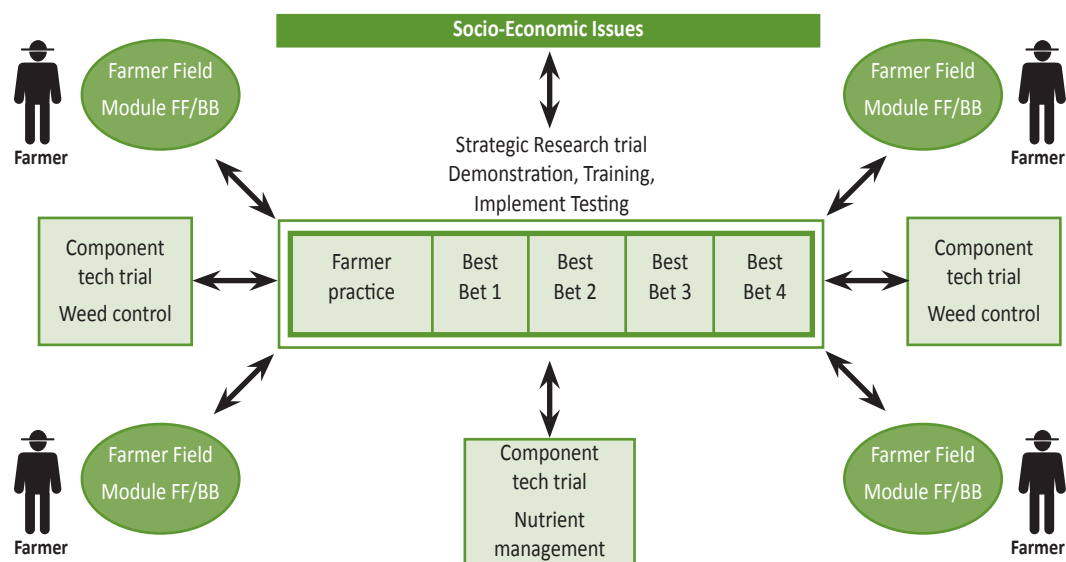 Socio-Economic Issues
Farmer Field
Module FF/BB
Farmer
Farmer Field
Module FF/BB
Farmer
Strategic Research trial
Demonstration, Training,
Implement Testing
Component
tech trial
Weed control
Farmer
practice
Best
Bet 1
Best
Bet 2
Best
Bet 3
Best
Bet 4
Component
tech trial
Weed control
Farmer Field
Module FF/BB
Farmer
Component
tech trial
Nutrient
management
Farmer Field
Module FF/BB
Farmer